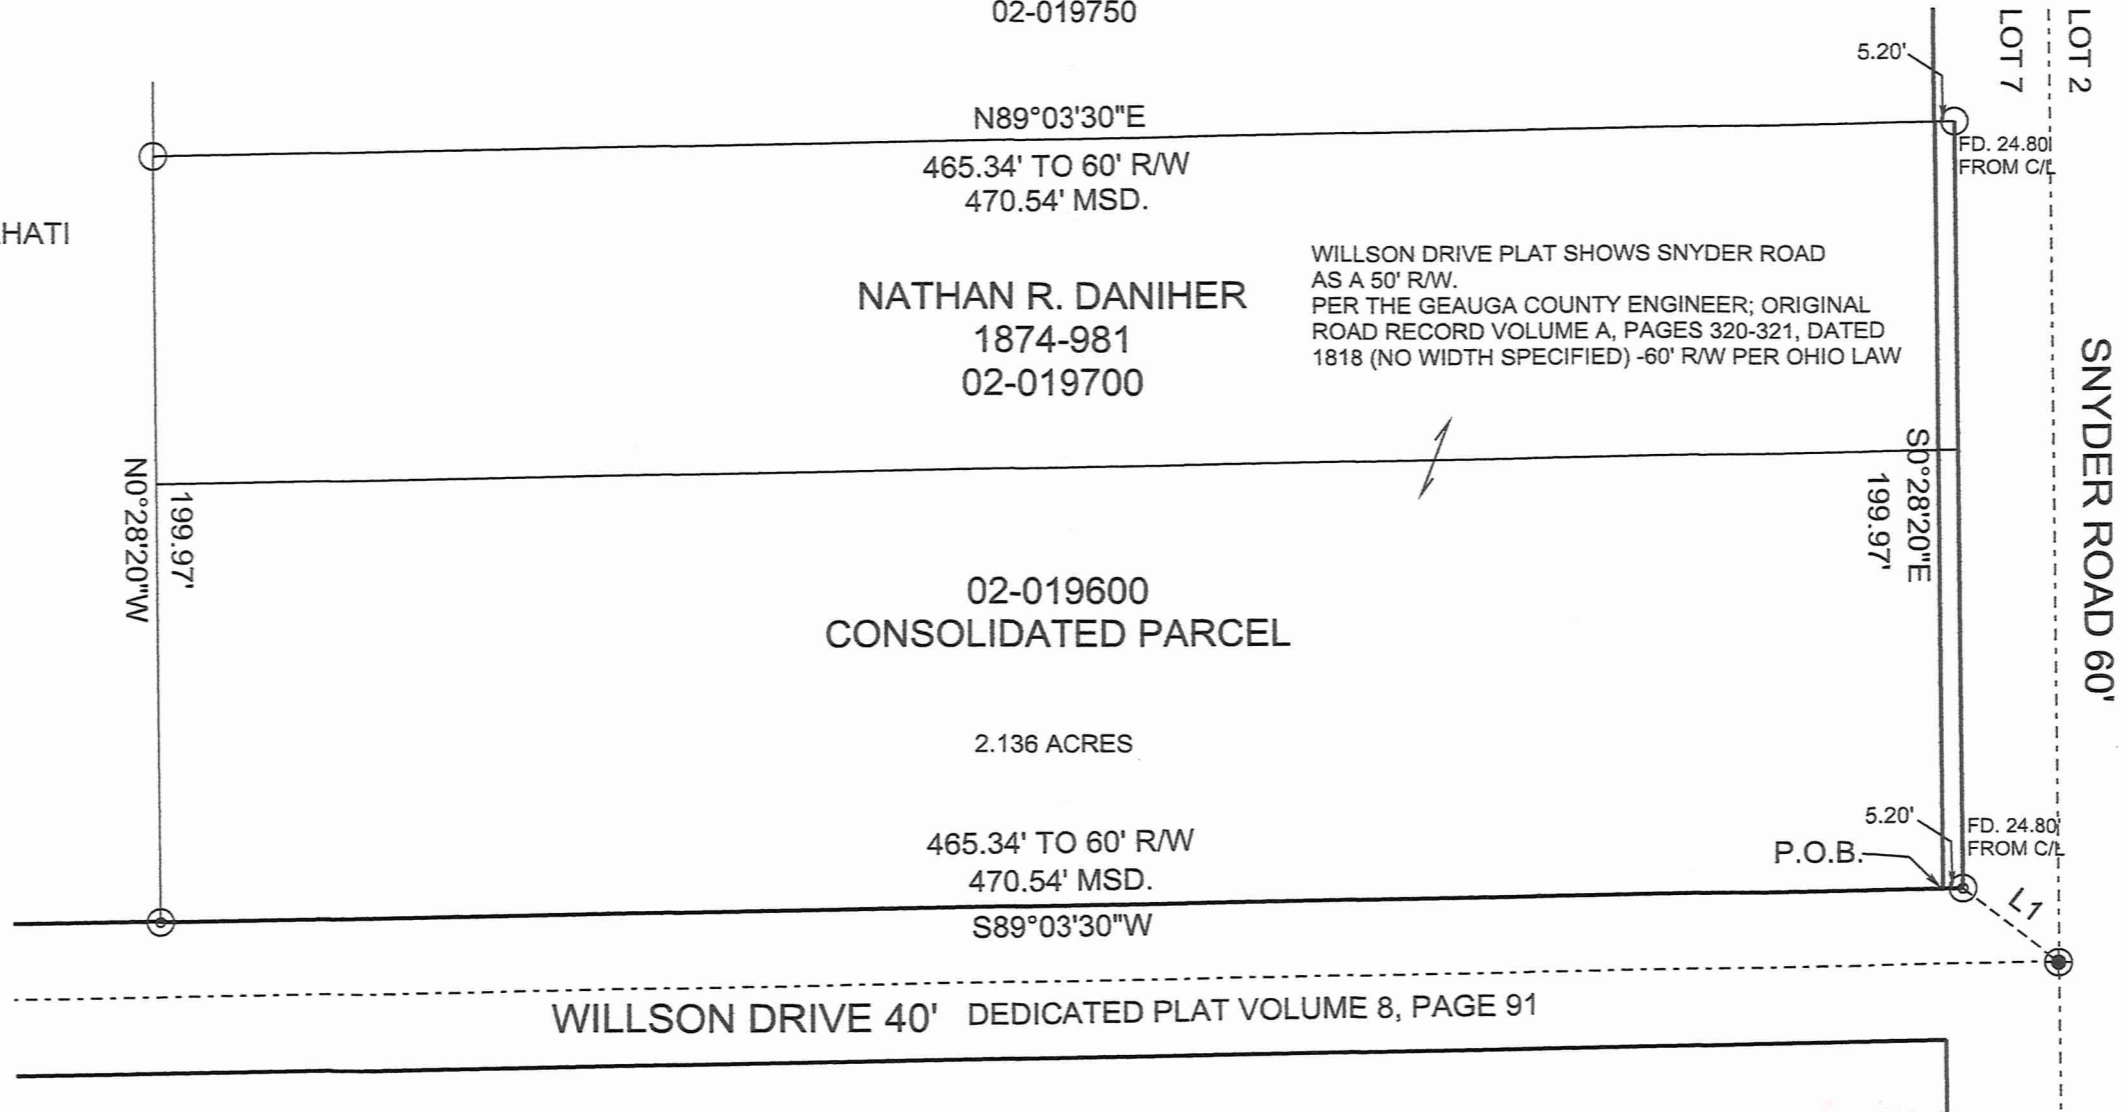 02-019750
LOT 2
LOT 7
5.20'
N89°03'30"E
FD. 24.80'
FROM C/L
465.34' TO 60' R/W
470.54' MSD.
HATI
WILLSON DRIVE PLAT SHOWS SNYDER ROAD
AS A 50' R/W.
PER THE GEAUGA COUNTY ENGINEER; ORIGINAL
ROAD RECORD VOLUME A, PAGES 320-321, DATED
1818 (NO WIDTH SPECIFIED) -60' R/W PER OHIO LAW
NATHAN R. DANIHER
1874-981
02-019700
SNYDER ROAD 60'
N0°28'20"W
199.97'
S0°28'20"E
199.97'
02-019600
CONSOLIDATED PARCEL
2.136 ACRES
465.34' TO 60' R/W
470.54' MSD.
5.20'
FD. 24.80'
FROM C/L
P.O.B.
L1
S89°03'30"W
WILLSON DRIVE 40' DEDICATED PLAT VOLUME 8, PAGE 91